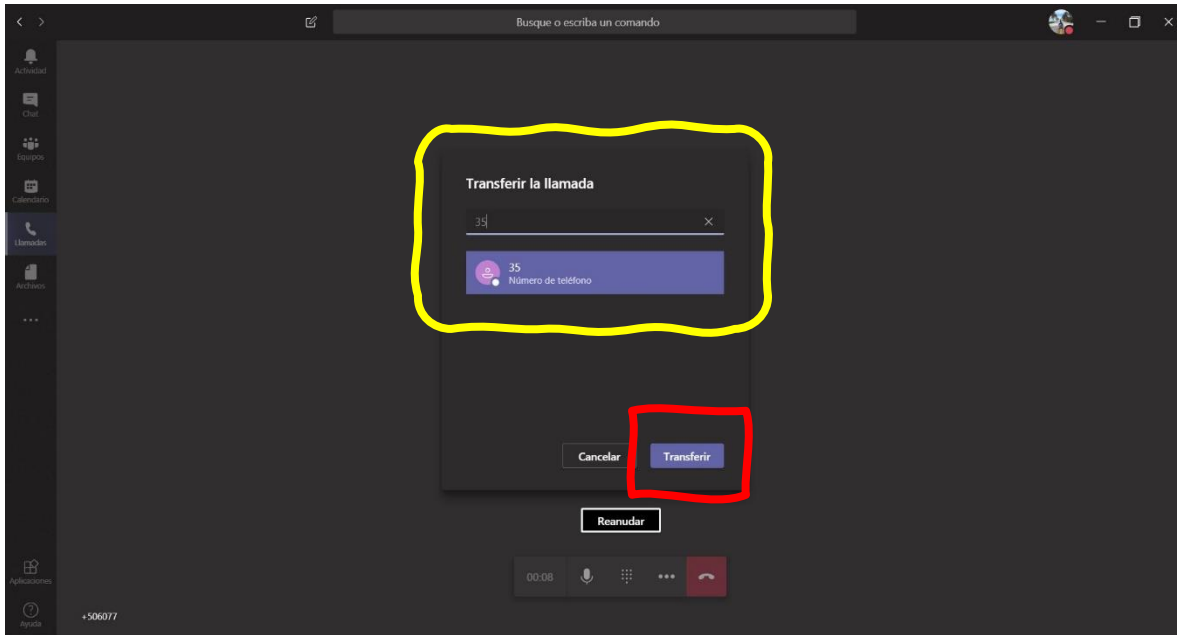 Busque o escriba un comando
Actividad
Chat
Equipos
Calendario
Llamadas
Archivos
Transferir la llamada
35
35
Número de teléfono
Cancelar
Transferir
Reanudar
00:08
Aplicaciones
Ayuda
+506077